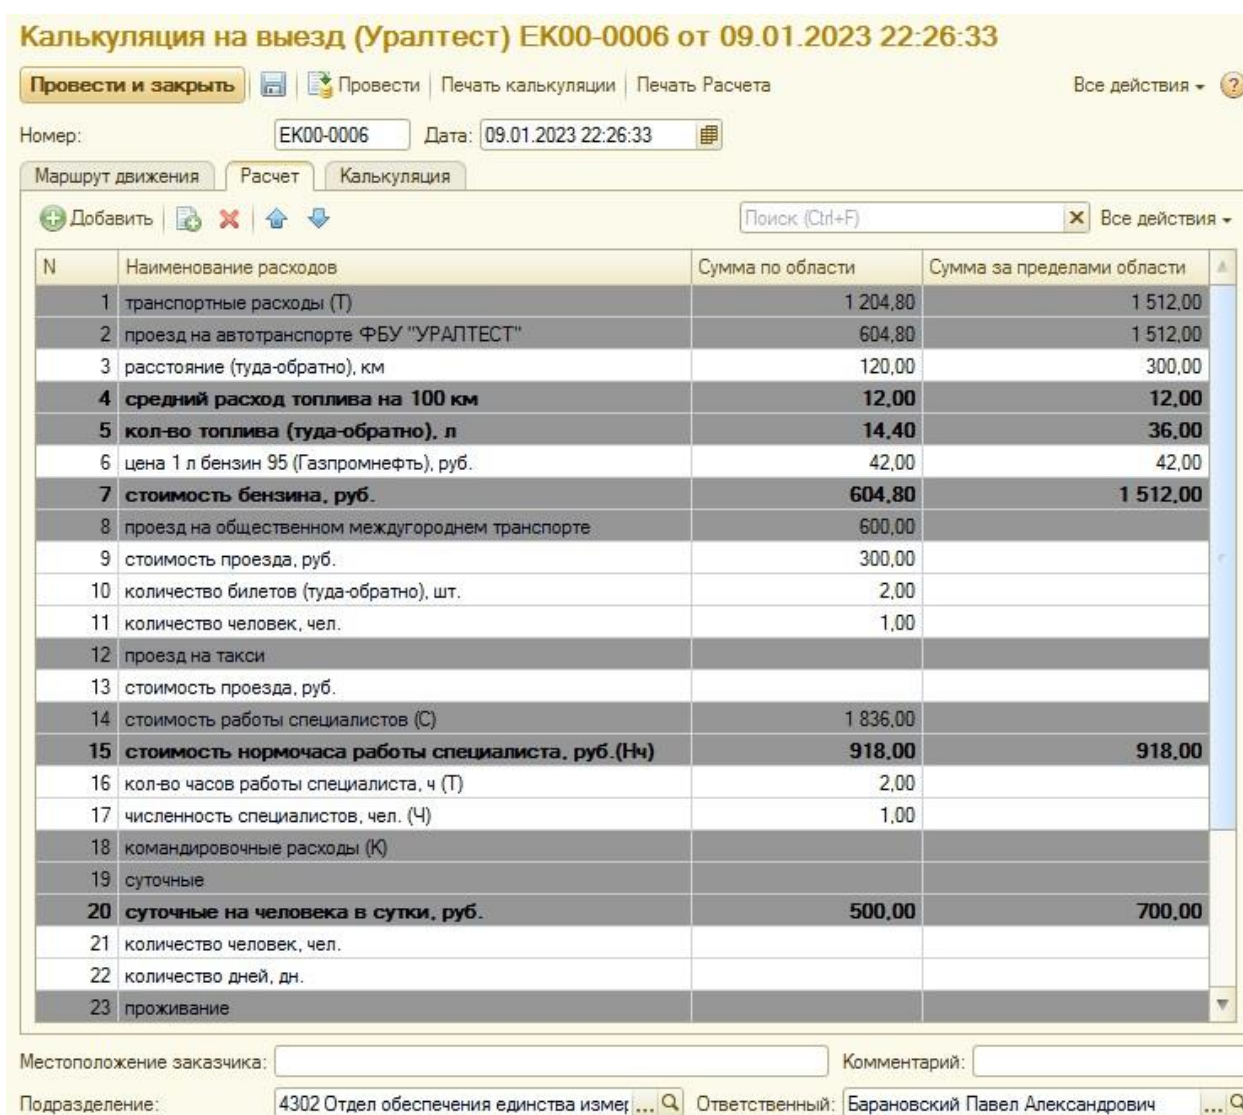 Калькуляция на выезд (Уралтест) ЕК00-0006 от 09.01.2023 22:26:33
Провести и закрыть Провести Печать калькуляции Печать Расчета Все действия
Номер: ЕК00-0006 Дата: 09.01.2023 22:26:33
Маршрут движения Расчет Калькуляция
Добавить Поиск (Ctrl+F) Все действия
N Наименование расходов Сумма по области Сумма за пределами области
1 транспортные расходы (Т) 1 204,80 1 512,00
2 проезд на автотранспорте ФБУ "УРАЛТЕСТ" 604,80 1 512,00
3 расстояние (туда-обратно), км 120,00 300,00
4 средний расход топлива на 100 км 12,00 12,00
5 кол-во топлива (туда-обратно), л 14,40 36,00
6 цена 1 л бензин 95 (Газпромнефть), руб. 42,00 42,00
7 стоимость бензина, руб. 604,80 1 512,00
8 проезд на общественном междугороднем транспорте 600,00
9 стоимость проезда, руб. 300,00
10 количество билетов (туда-обратно), шт. 2,00
11 количество человек, чел. 1,00
12 проезд на такси
13 стоимость проезда, руб.
14 стоимость работы специалистов (С) 1 836,00
15 стоимость нормочаса работы специалиста, руб.(Нч) 918,00 918,00
16 кол-во часов работы специалиста, ч (Т) 2,00
17 численность специалистов, чел. (Ч) 1,00
18 командировочные расходы (К)
19 суточные
20 суточные на человека в сутки, руб. 500,00 700,00
21 количество человек, чел.
22 количество дней, дн.
23 проживание
Местоположение заказчика: Комментарий:
Подразделение: 4302 Отдел обеспечения единства измер ... Ответственный: Барановский Павел Александрович ...